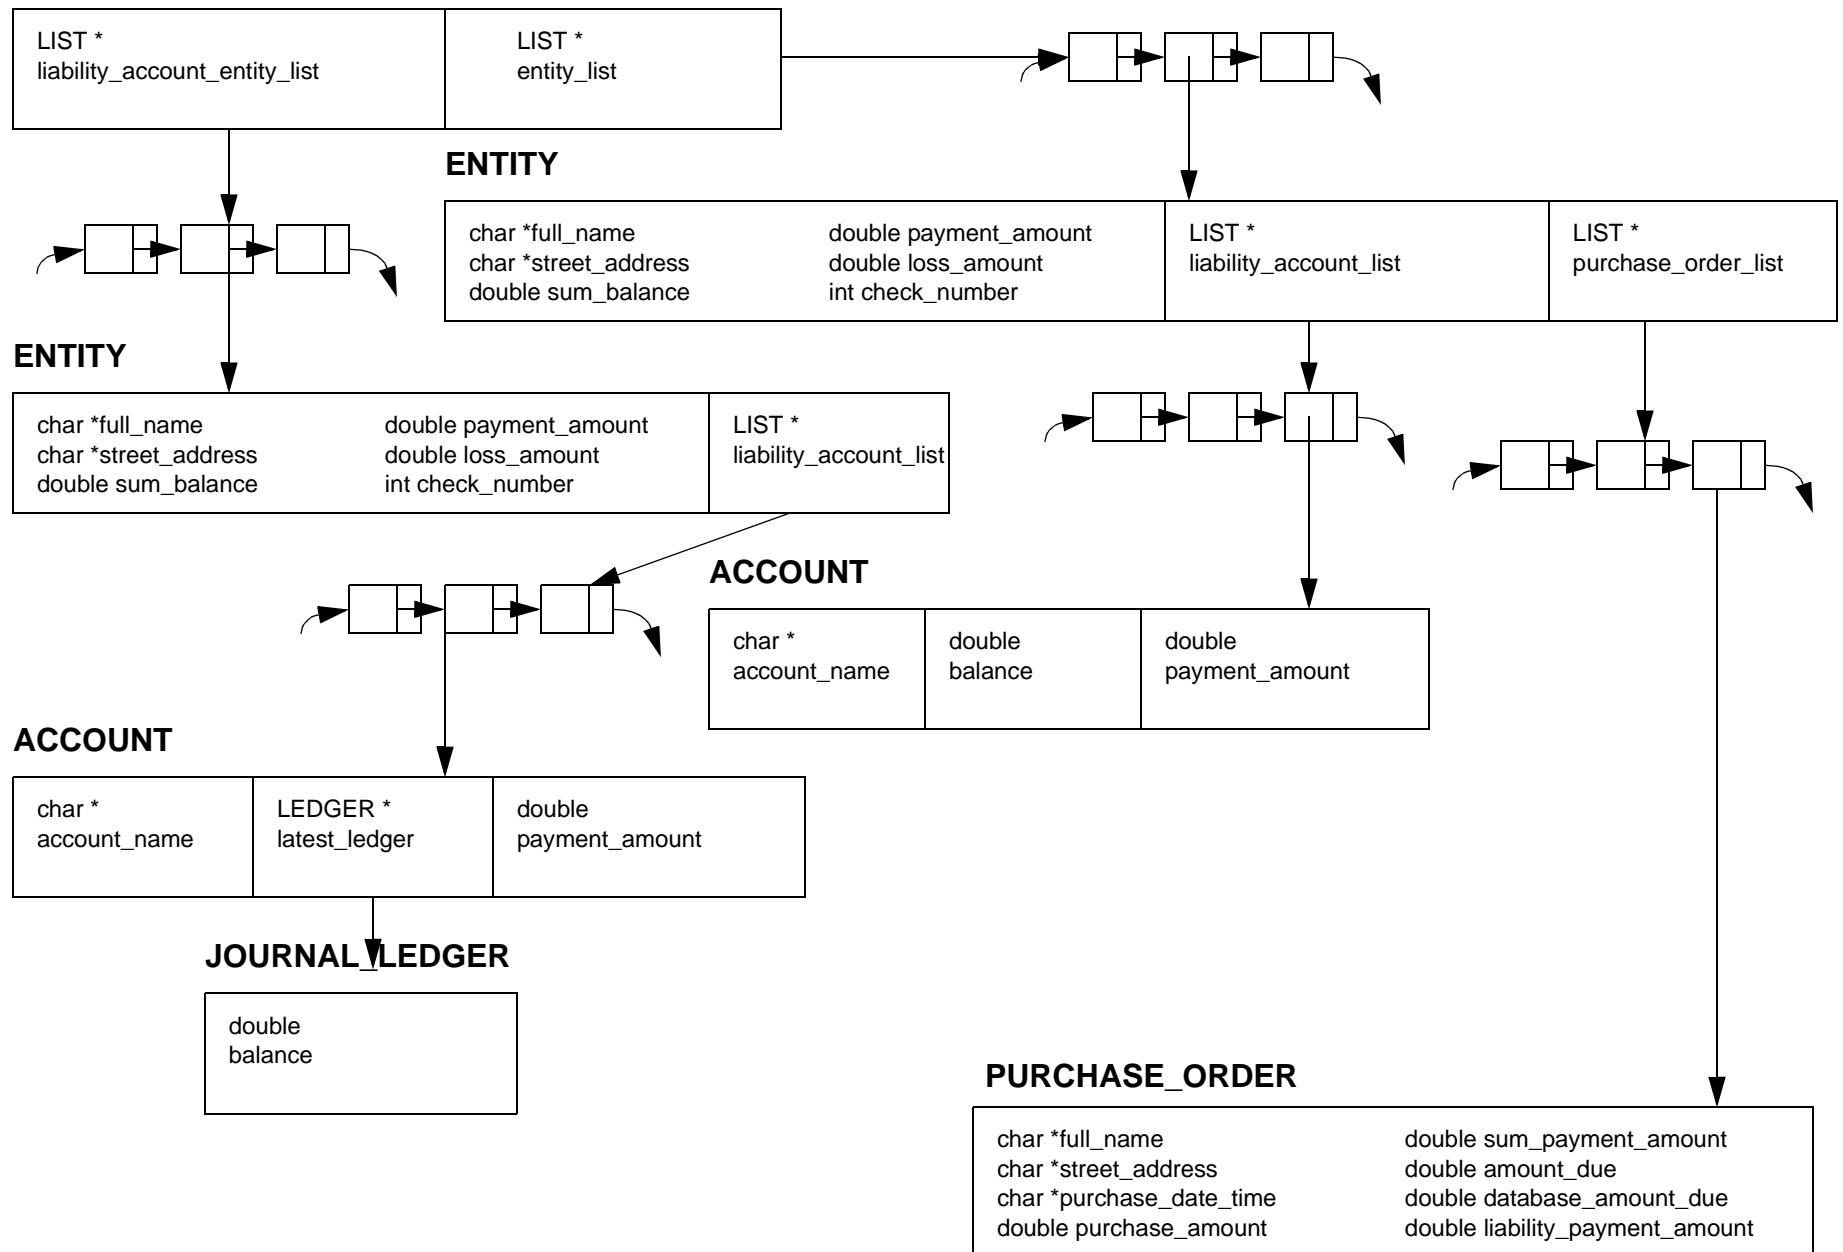 LIST *
liability_account_entity_list
LIST *
entity_list
ENTITY
char *full_name
char *street_address
double sum_balance
double payment_amount
double loss_amount
int check_number
LIST *
liability_account_list
LIST *
purchase_order_list
ENTITY
char *full_name
char *street_address
double sum_balance
double payment_amount
double loss_amount
int check_number
LIST *
liability_account_list
ACCOUNT
char *
account_name
double
balance
double
payment_amount
ACCOUNT
char *
account_name
LEDGER *
latest_ledger
double
payment_amount
JOURNAL_LEDGER
double
balance
PURCHASE_ORDER
char *full_name
char *street_address
char *purchase_date_time
double purchase_amount
double sum_payment_amount
double amount_due
double database_amount_due
double liability_payment_amount